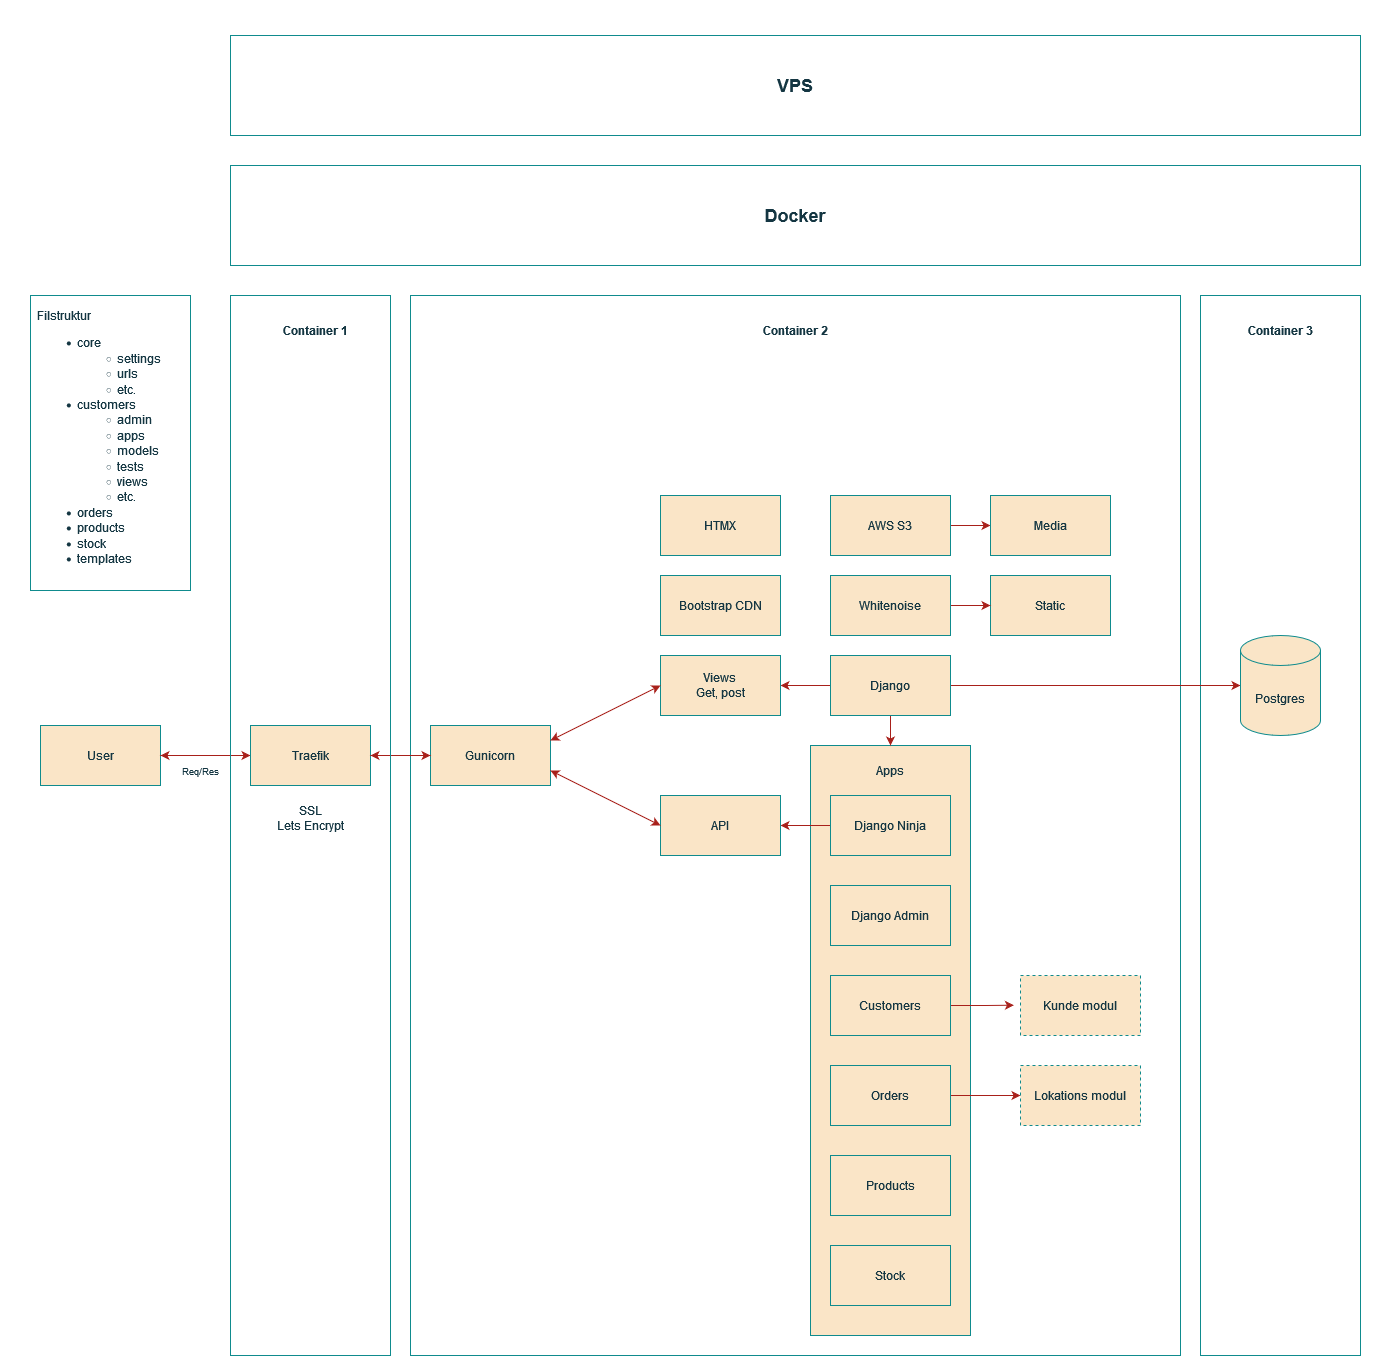 VPS
Docker
Filstruktur
core
settings
urls
etc.
customers
admin
apps
models
tests
views
etc.
orders
products
stock
templates
Container 1
Container 2
Container 3
HTMX
AWS S3
Media
Bootstrap CDN
Whitenoise
Static
Views
Get, post
Django
Postgres
User
Req/Res
Traefik
SSL
Lets Encrypt
Gunicorn
Apps
API
Django Ninja
Django Admin
Customers
Kunde modul
Orders
Lokations modul
Products
Stock